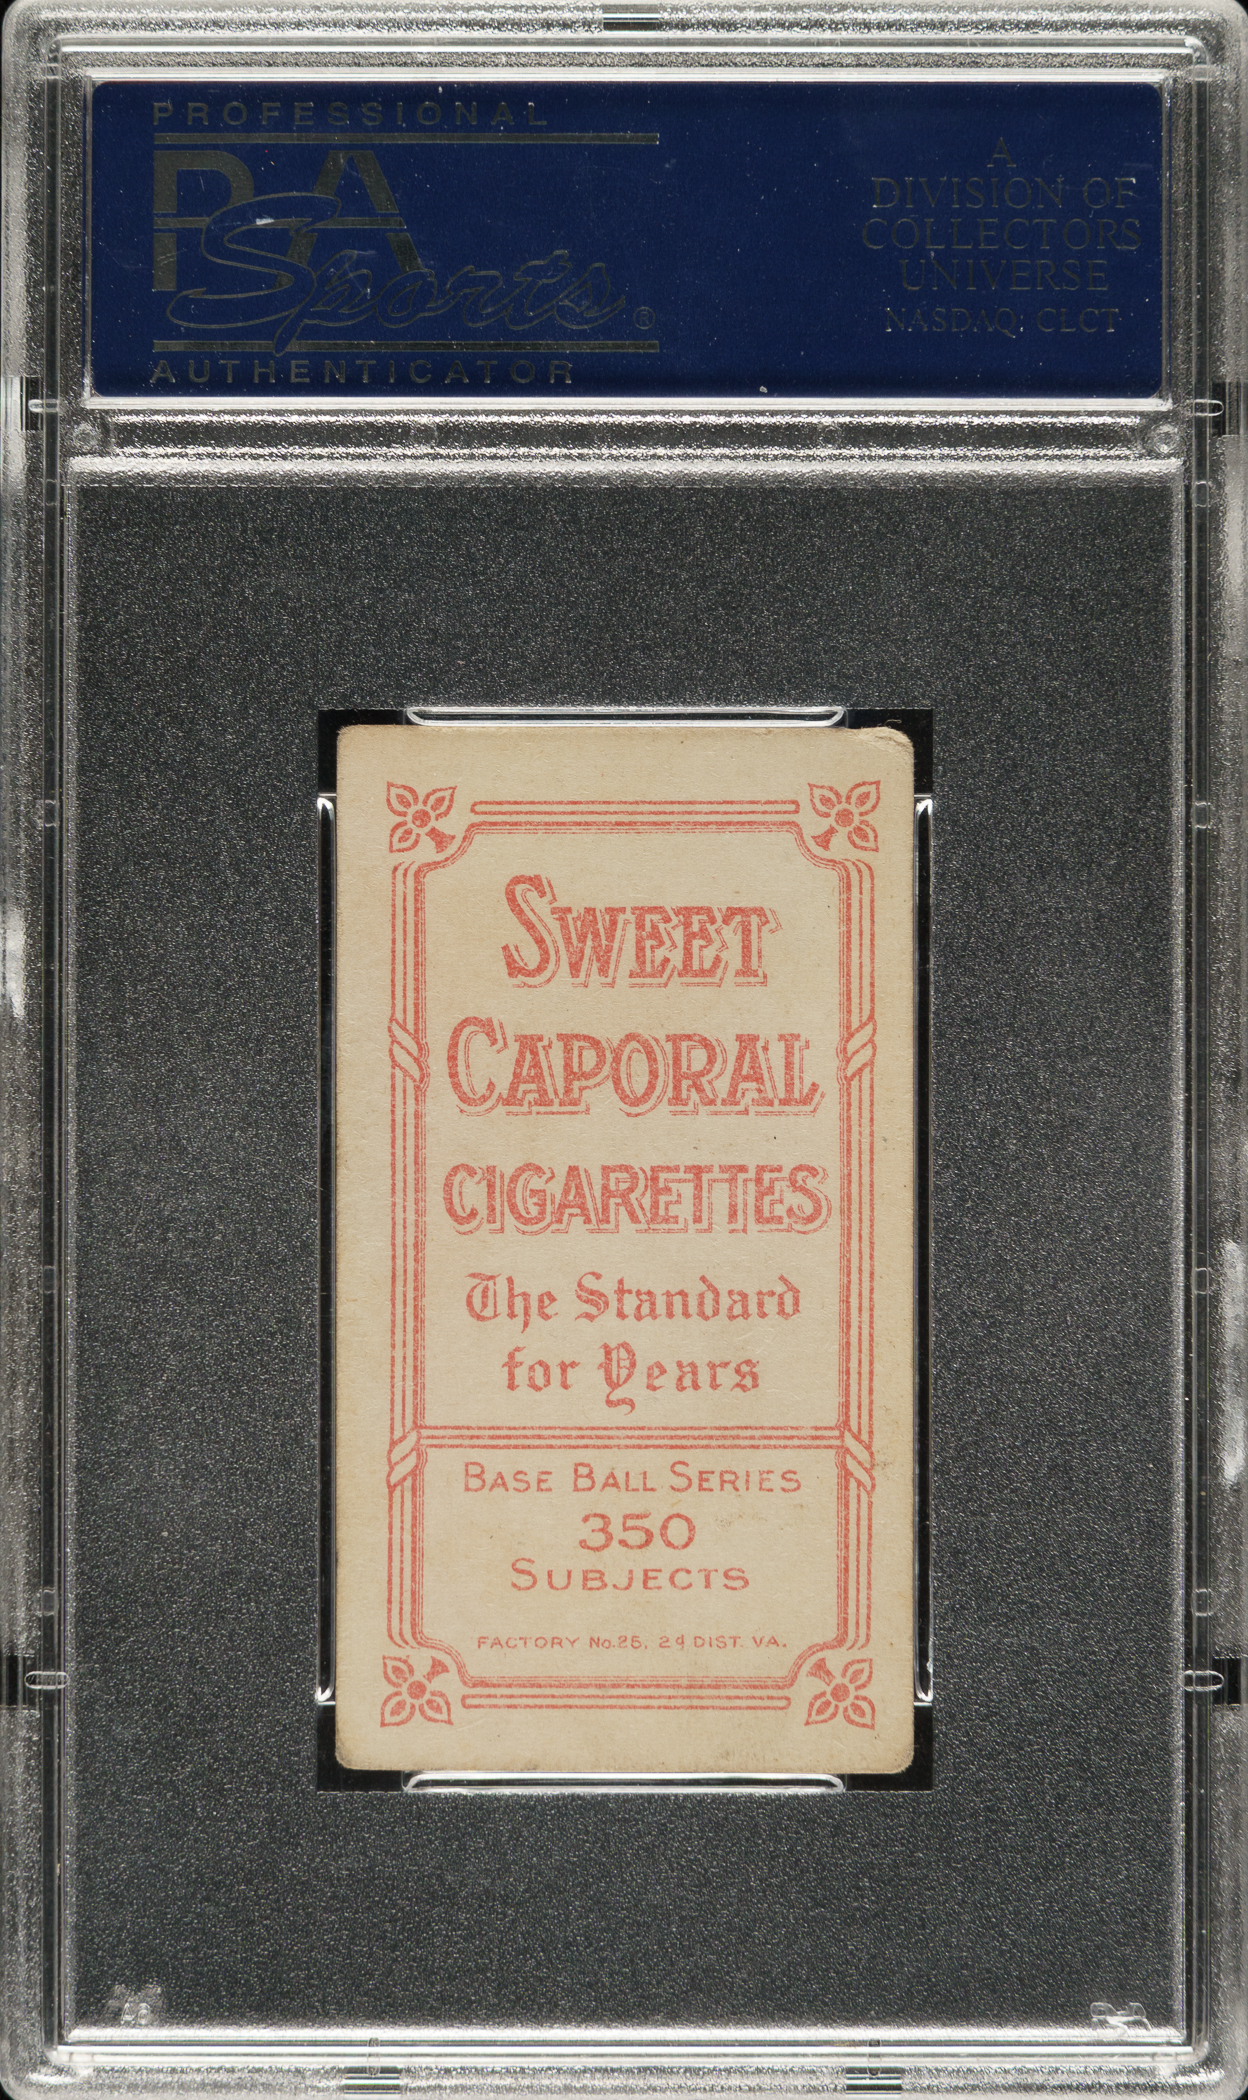 PROFESSIONAL
PSA
Sports®
AUTHENTICATOR
A
DIVISION OF
COLLECTORS
UNIVERSE
NASDAQ: CLCT
SWEET
CAPORAL
CIGARETTES
The Standard
for Years
BASE BALL SERIES
350
SUBJECTS
FACTORY No. 25, 2d DIST. VA.